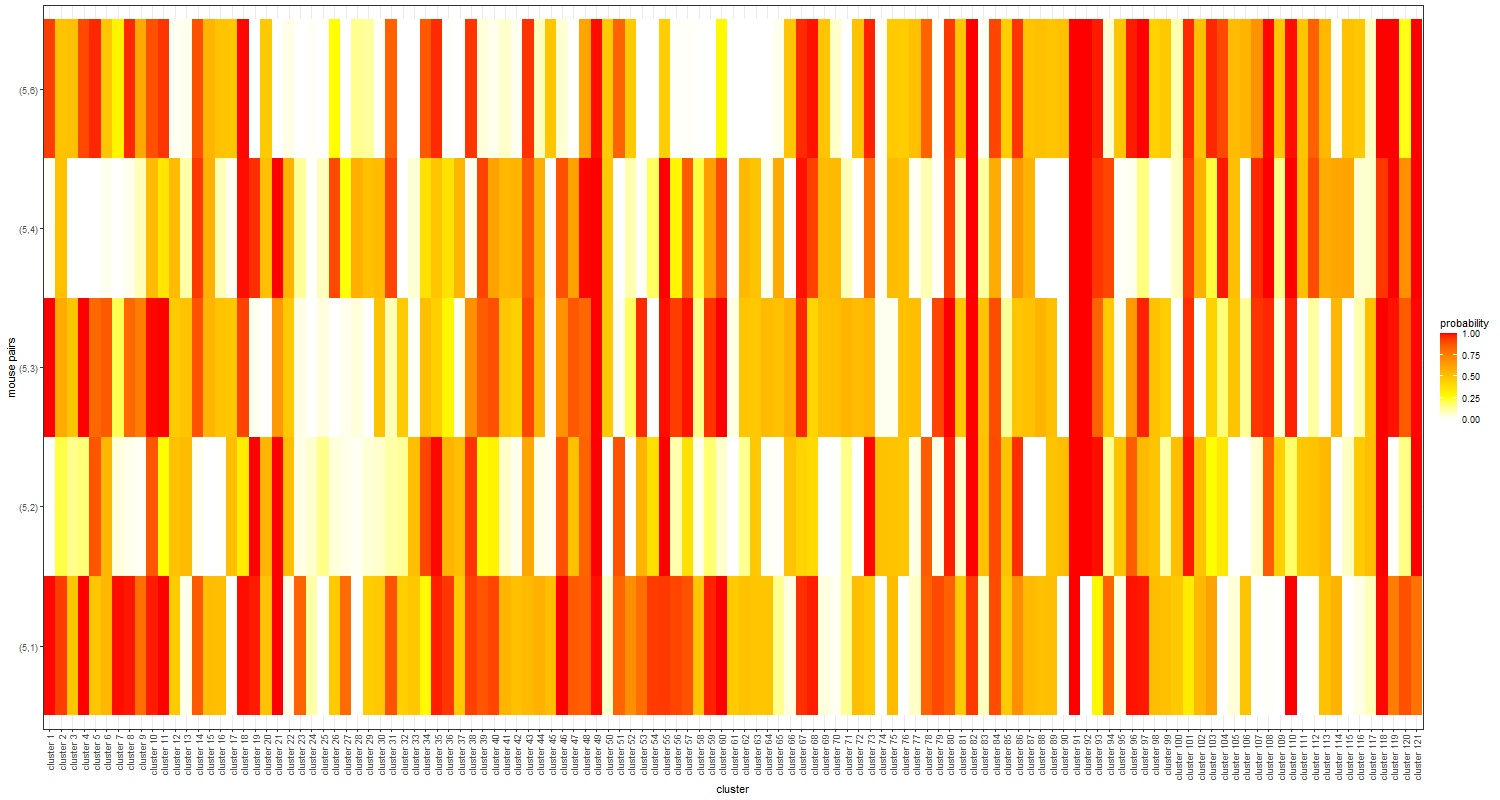 (5,6)
(5,4)
(5,3)
(5,2)
(5,1)
mouse pairs
cluster 1
cluster 2
cluster 3
cluster 4
cluster 5
cluster 6
cluster 7
cluster 8
cluster 9
cluster 10
cluster 11
cluster 12
cluster 13
cluster 14
cluster 15
cluster 16
cluster 17
cluster 18
cluster 19
cluster 20
cluster 21
cluster 22
cluster 23
cluster 24
cluster 25
cluster 26
cluster 27
cluster 28
cluster 29
cluster 30
cluster 31
cluster 32
cluster 33
cluster 34
cluster 35
cluster 36
cluster 37
cluster 38
cluster 39
cluster 40
cluster 41
cluster 42
cluster 43
cluster 44
cluster 45
cluster 46
cluster 47
cluster 48
cluster 49
cluster 50
cluster 51
cluster 52
cluster 53
cluster 54
cluster 55
cluster 56
cluster 57
cluster 58
cluster 59
cluster 60
cluster 61
cluster 62
cluster 63
cluster 64
cluster 65
cluster 66
cluster 67
cluster 68
cluster 69
cluster 70
cluster 71
cluster 72
cluster 73
cluster 74
cluster 75
cluster 76
cluster 77
cluster 78
cluster 79
cluster 80
cluster 81
cluster 82
cluster 83
cluster 84
cluster 85
cluster 86
cluster 87
cluster 88
cluster 89
cluster 90
cluster 91
cluster 92
cluster 93
cluster 94
cluster 95
cluster 96
cluster 97
cluster 98
cluster 99
cluster 100
cluster 101
cluster 102
cluster 103
cluster 104
cluster 105
cluster 106
cluster 107
cluster 108
cluster 109
cluster 110
cluster 111
cluster 112
cluster 113
cluster 114
cluster 115
cluster 116
cluster 117
cluster 118
cluster 119
cluster 120
cluster 121
cluster
probability
1.00
0.75
0.50
0.25
0.00